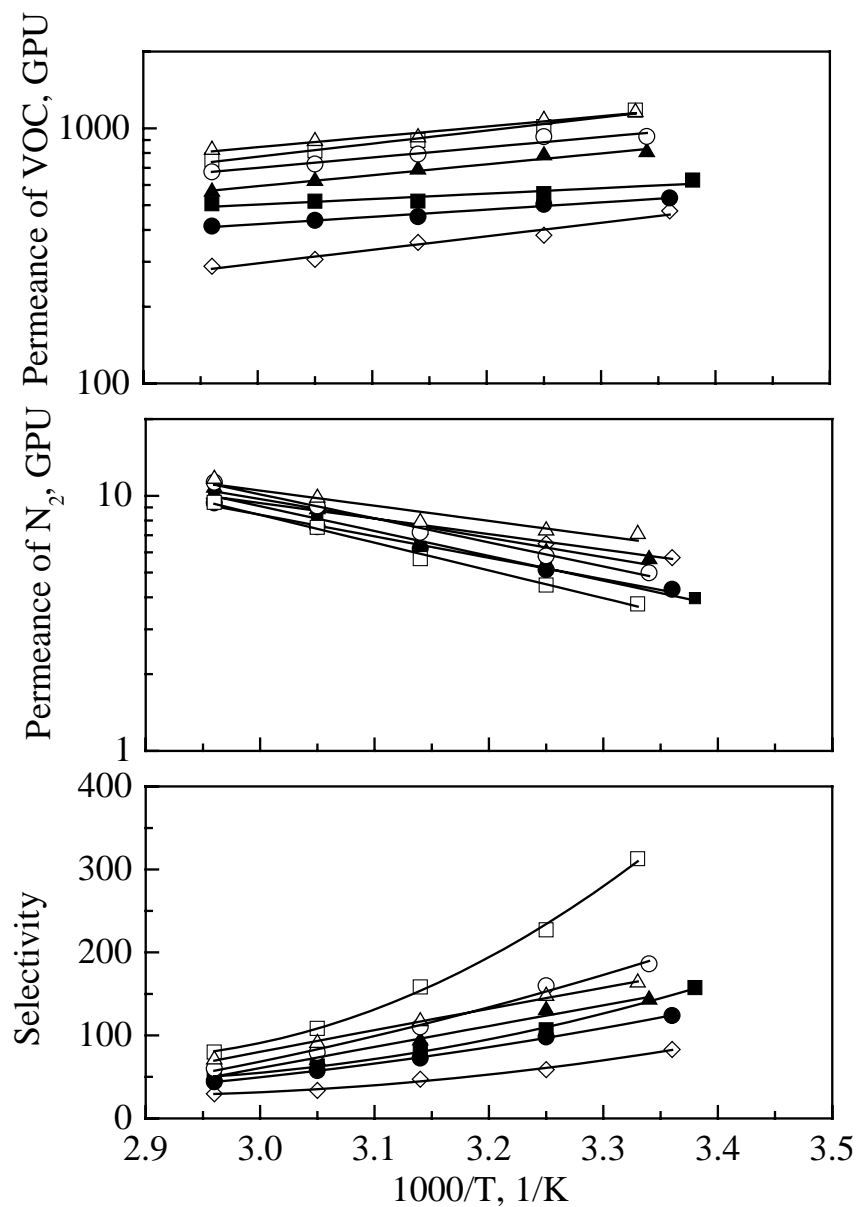 Permeance of VOC, GPU
1000
100
Permeance of N2, GPU
10
1
Selectivity
400
300
200
100
0
2.9 3.0 3.1 3.2 3.3 3.4 3.5
1000/T, 1/K